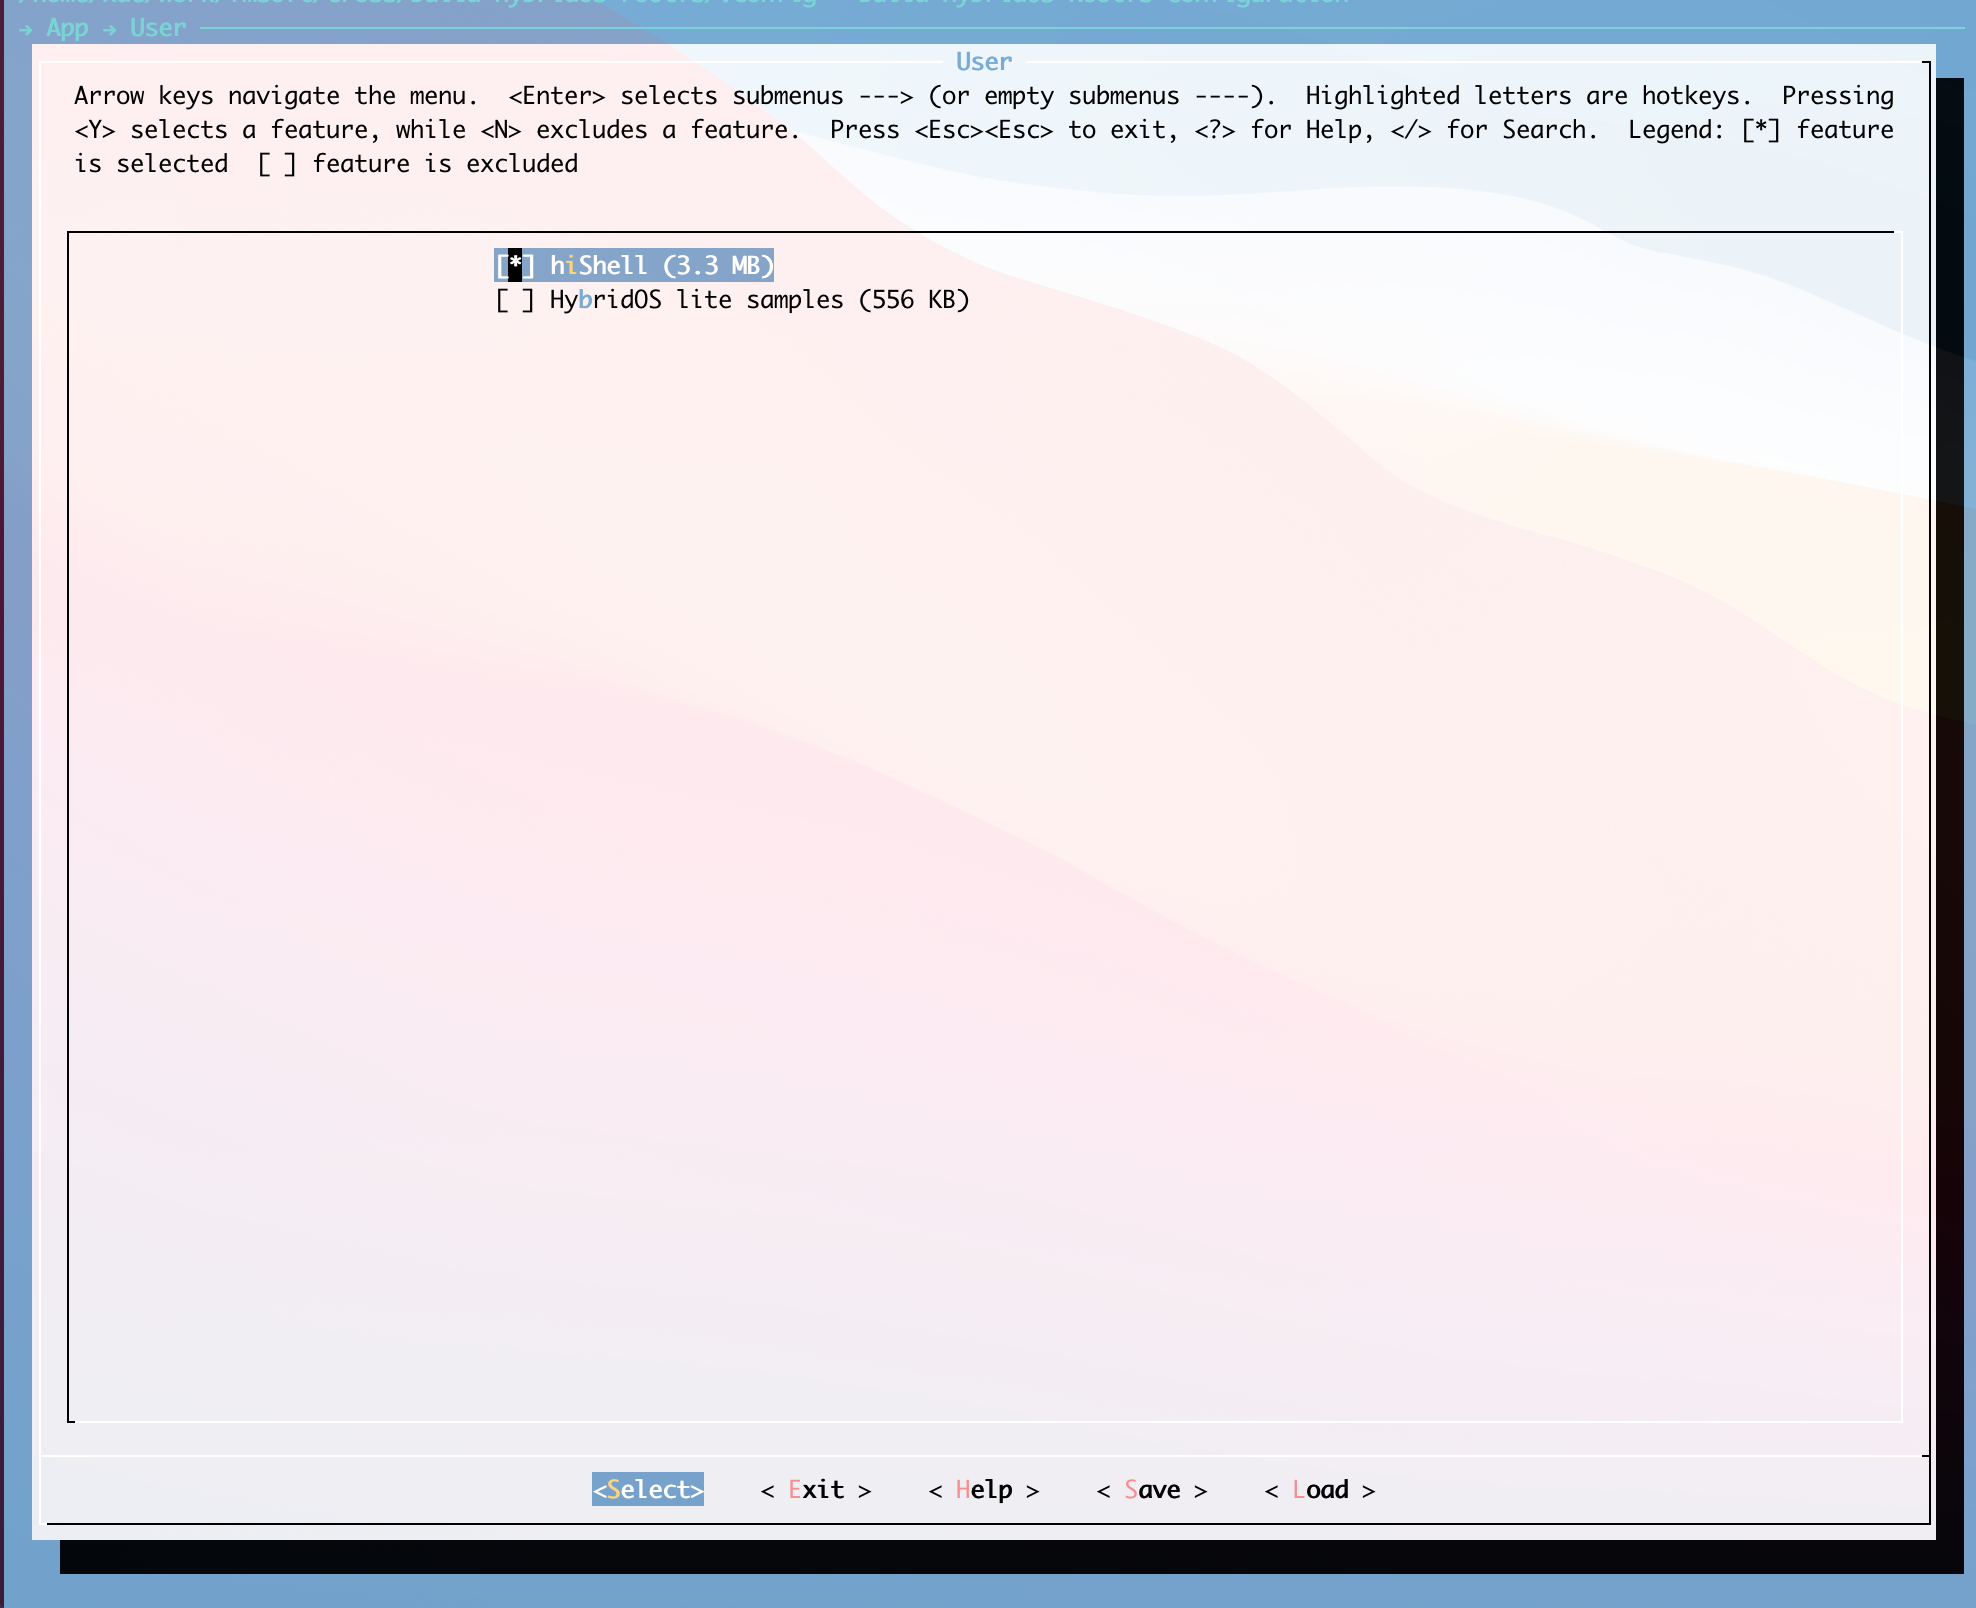 → App → User
User
Arrow keys navigate the menu.  <Enter> selects submenus ---> (or empty submenus ----).  Highlighted letters are hotkeys.  Pressing
<Y> selects a feature, while <N> excludes a feature.  Press <Esc><Esc> to exit, <?> for Help, </> for Search.  Legend: [*] feature
is selected  [ ] feature is excluded
[*] hiShell (3.3 MB)
[ ] HybridOS lite samples (556 KB)
<Select>    < Exit >    < Help >    < Save >    < Load >